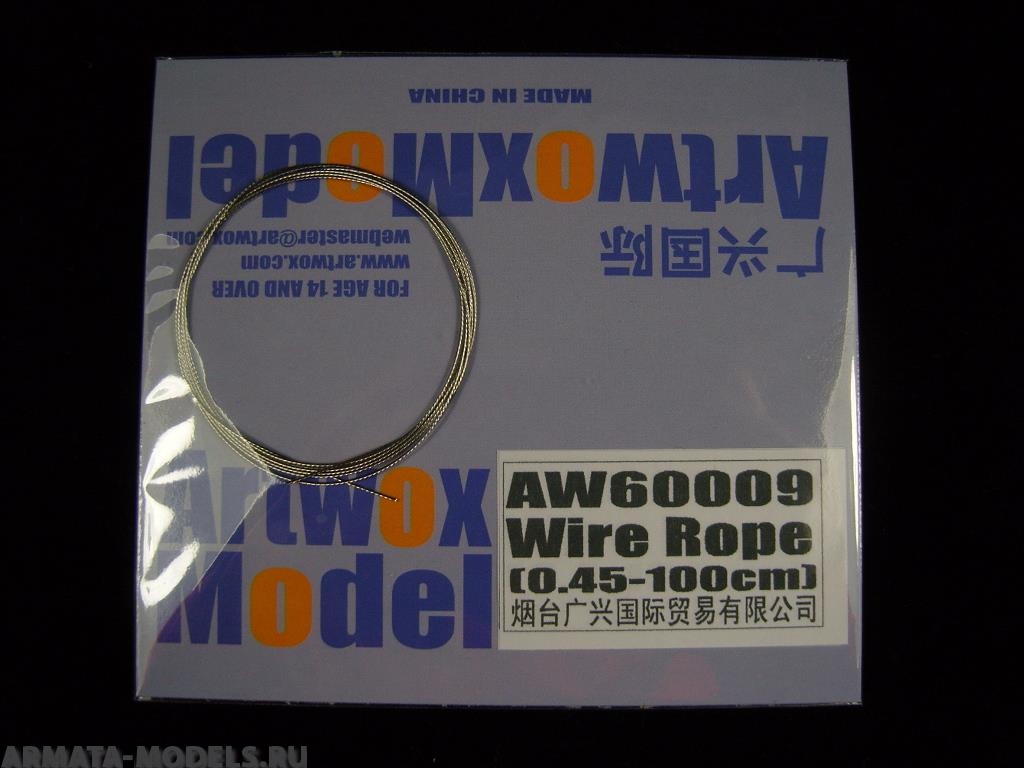 MADE IN CHINA
ArtwoxModel
广兴国际
webmaster@artwox.com
www.artwox.com
FOR AGE 14 AND OVER
Artwox
Model
AW60009
Wire Rope
(0.45-100cm)
烟台广兴国际贸易有限公司
ARMATA-MODELS.RU